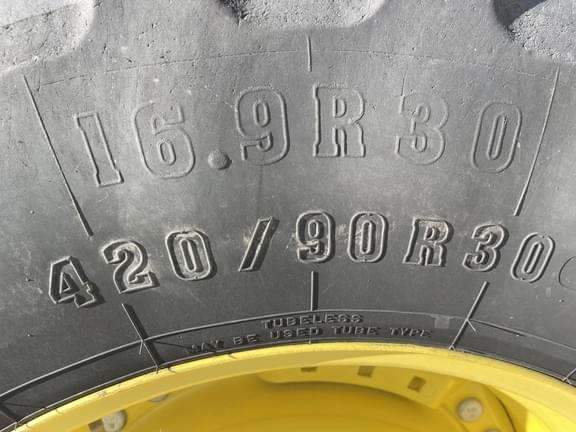 16.9R30
420/90R30
TUBELESS
MAY BE USED TUBE TYPE